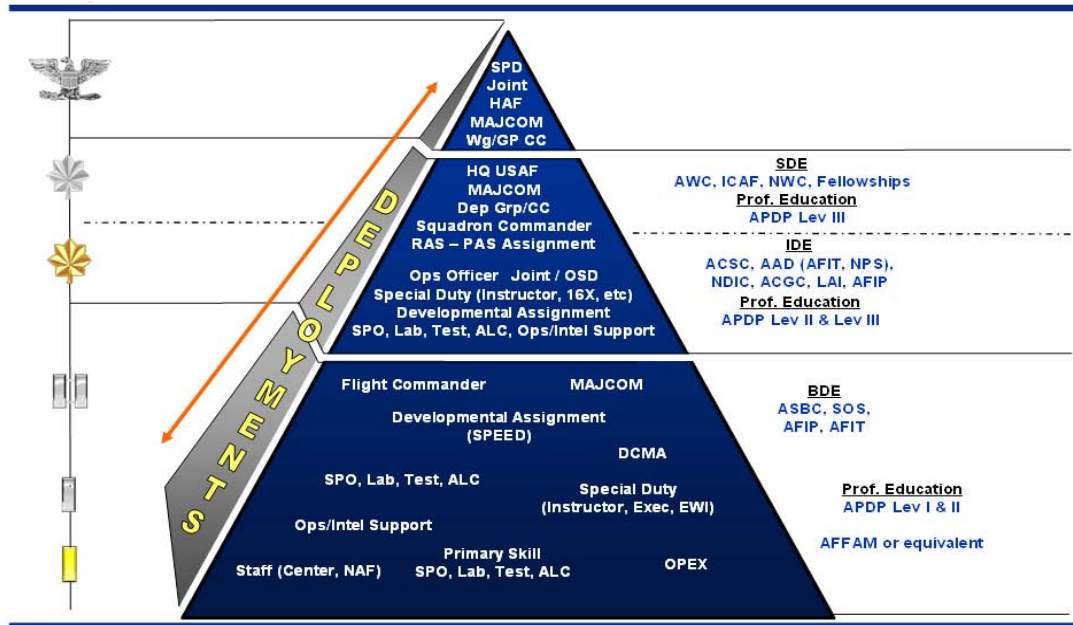 SPD
Joint
HAF
MAJCOM
Wg/GP CC
DEPLOYMENTS
HQ USAF
MAJCOM
Dep Grp/CC
Squadron Commander
RAS – PAS Assignment
Ops Officer Joint / OSD
Special Duty (Instructor, 16X, etc)
Developmental Assignment
SPO, Lab, Test, ALC, Ops/Intel Support
SDE
AWC, ICAF, NWC, Fellowships
Prof. Education
APDP Lev III
IDE
ACSC, AAD (AFIT, NPS),
NDIC, ACGC, LAI, AFIP
Prof. Education
APDP Lev II & Lev III
Flight Commander
MAJCOM
Developmental Assignment
(SPEED)
DCMA
SPO, Lab, Test, ALC
Special Duty
(Instructor, Exec, EWI)
Ops/Intel Support
Primary Skill
SPO, Lab, Test, ALC
Staff (Center, NAF)
OPEX
BDE
ASBC, SOS,
AFIP, AFIT
Prof. Education
APDP Lev I & II
AFFAM or equivalent